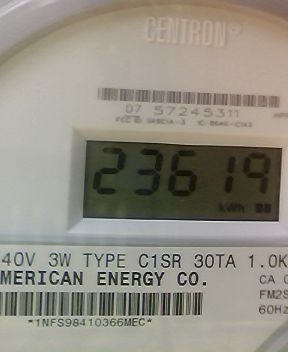 CENTRON®
07 57245311
23619
kWh
40V 3W TYPE C1SR 30TA 1.0K
MERICAN ENERGY CO.
CA
FM2S
60Hz
*1NFS98410366MEC*